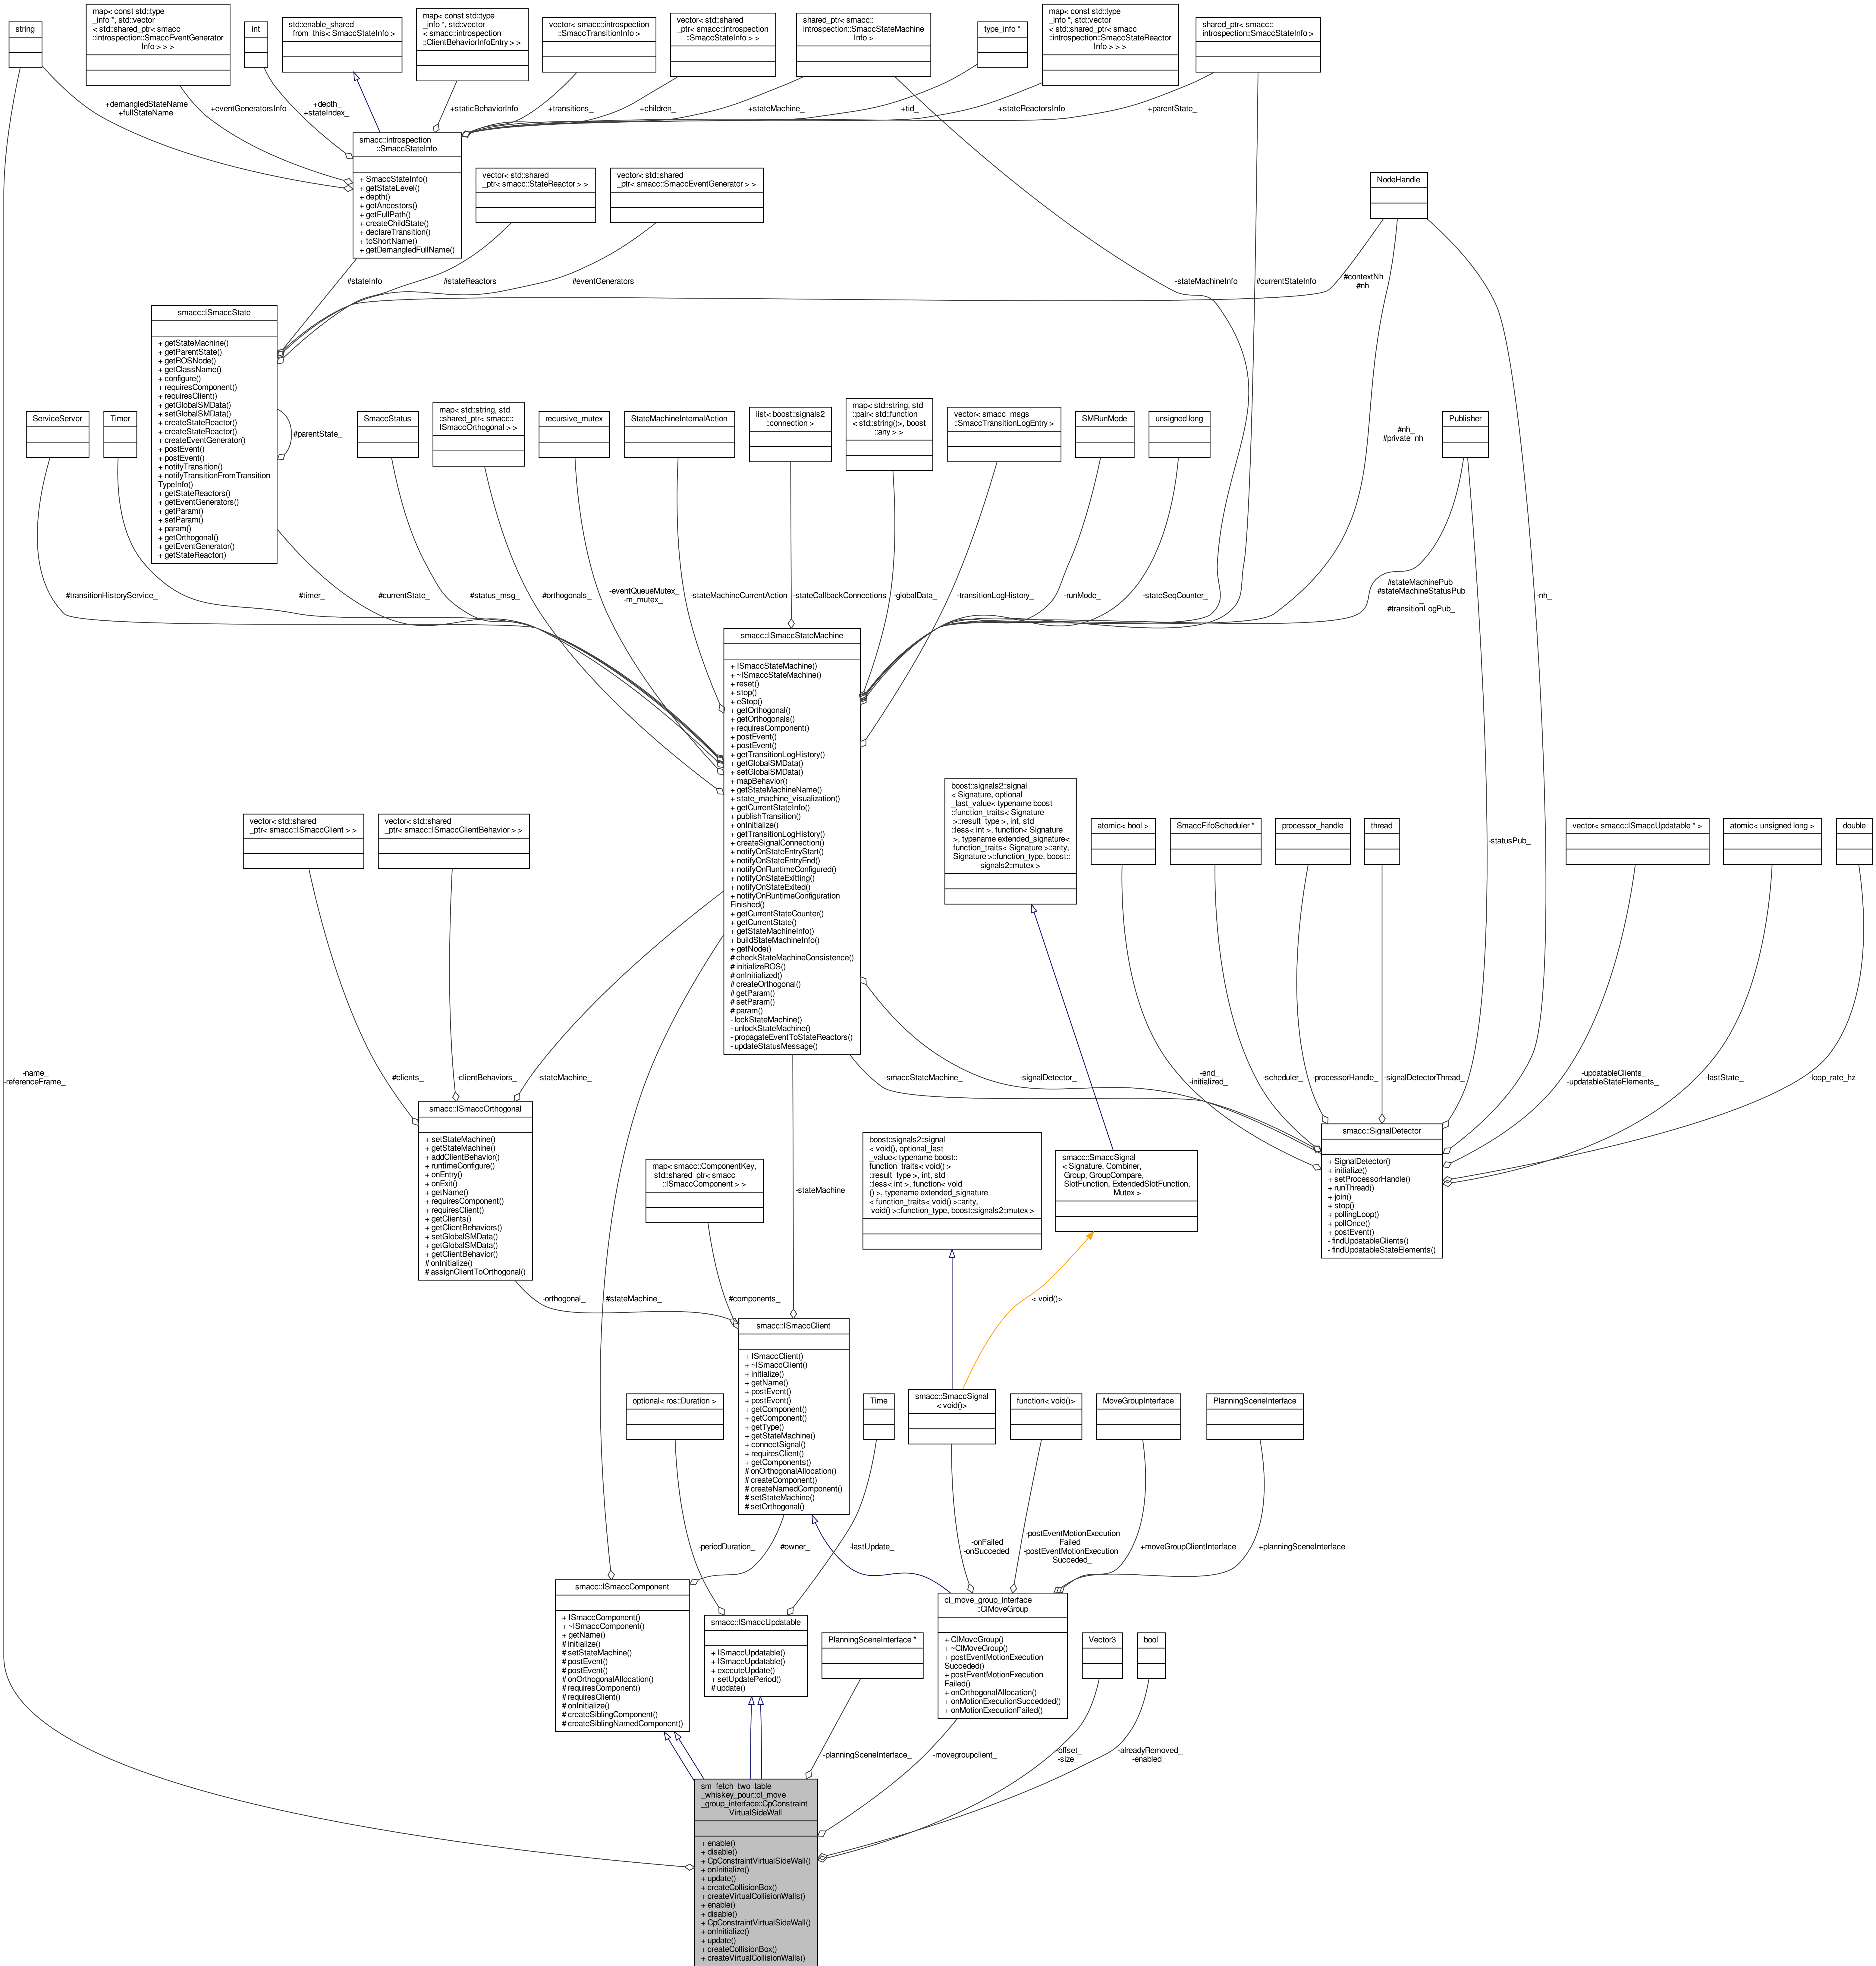 string
map< const std::type
_info *, std::vector
< std::shared_ptr< smacc
::introspection::SmaccEventGenerator
Info > > >
int
std::enable_shared
_from_this< SmaccStateInfo >
map< const std::type
_info *, std::vector
< smacc::introspection
::ClientBehaviorInfoEntry > >
vector< smacc::introspection
::SmaccTransitionInfo >
vector< std::shared
_ptr< smacc::introspection
::SmaccStateInfo > >
shared_ptr< smacc::
introspection::SmaccStateMachine
Info >
type_info *
map< const std::type
_info *, std::vector
< std::shared_ptr< smacc
::introspection::SmaccStateReactor
Info > > >
shared_ptr< smacc::
introspection::SmaccStateInfo >
+demangledStateName
+fullStateName
+eventGeneratorsInfo
+depth_
+stateIndex_
+staticBehaviorInfo
+transitions_
+children_
+stateMachine_
+tid_
+stateReactorsInfo
+parentState_
smacc::introspection
::SmaccStateInfo
+ SmaccStateInfo()
+ getStateLevel()
+ depth()
+ getAncestors()
+ getFullPath()
+ createChildState()
+ declareTransition()
+ toShortName()
+ getDemangledFullName()
vector< std::shared
_ptr< smacc::StateReactor > >
vector< std::shared
_ptr< smacc::SmaccEventGenerator > >
NodeHandle
#stateInfo_
#stateReactors_
#eventGenerators_
-stateMachineInfo_
#currentStateInfo_
#contextNh
#nh
smacc::ISmaccState
+ getStateMachine()
+ getParentState()
+ getROSNode()
+ getClassName()
+ configure()
+ requiresComponent()
+ requiresClient()
+ getGlobalSMData()
+ setGlobalSMData()
+ createStateReactor()
+ createStateReactor()
+ createEventGenerator()
+ postEvent()
+ postEvent()
+ notifyTransition()
+ notifyTransitionFromTransition
TypeInfo()
+ getStateReactors()
+ getEventGenerators()
+ getParam()
+ setParam()
+ param()
+ getOrthogonal()
+ getEventGenerator()
+ getStateReactor()
#parentState_
ServiceServer
Timer
SmaccStatus
map< std::string, std
::shared_ptr< smacc::
ISmaccOrthogonal > >
recursive_mutex
StateMachineInternalAction
list< boost::signals2
::connection >
map< std::string, std
::pair< std::function
< std::string()>, boost
::any > >
vector< smacc_msgs
::SmaccTransitionLogEntry >
SMRunMode
unsigned long
Publisher
#nh_
#private_nh_
#transitionHistoryService_
#timer_
#currentState_
#status_msg_
#orthogonals_
-eventQueueMutex_
-m_mutex_
-stateMachineCurrentAction
-stateCallbackConnections
-globalData_
-transitionLogHistory_
-runMode_
-stateSeqCounter_
#stateMachinePub_
#stateMachineStatusPub
_
#transitionLogPub_
-nh_
smacc::ISmaccStateMachine
+ ISmaccStateMachine()
+ ~ISmaccStateMachine()
+ reset()
+ stop()
+ eStop()
+ getOrthogonal()
+ getOrthogonals()
+ requiresComponent()
+ postEvent()
+ postEvent()
+ getTransitionLogHistory()
+ getGlobalSMData()
+ setGlobalSMData()
+ mapBehavior()
+ getStateMachineName()
+ state_machine_visualization()
+ getCurrentStateInfo()
+ publishTransition()
+ onInitialize()
+ getTransitionLogHistory()
+ createSignalConnection()
+ notifyOnStateEntryStart()
+ notifyOnStateEntryEnd()
+ notifyOnRuntimeConfigured()
+ notifyOnStateExitting()
+ notifyOnStateExited()
+ notifyOnRuntimeConfiguration
Finished()
+ getCurrentStateCounter()
+ getCurrentState()
+ getStateMachineInfo()
+ buildStateMachineInfo()
+ getNode()
# checkStateMachineConsistence()
# initializeROS()
# onInitialized()
# createOrthogonal()
# getParam()
# setParam()
# param()
- lockStateMachine()
- unlockStateMachine()
- propagateEventToStateReactors()
- updateStatusMessage()
vector< std::shared
_ptr< smacc::ISmaccClient > >
vector< std::shared
_ptr< smacc::ISmaccClientBehavior > >
boost::signals2::signal
< Signature, optional
_last_value< typename boost
::function_traits< Signature
>::result_type >, int, std
::less< int >, function< Signature
>, typename extended_signature<
function_traits< Signature >::arity,
Signature >::function_type, boost::
signals2::mutex >
atomic< bool >
SmaccFifoScheduler *
processor_handle
thread
-statusPub_
vector< smacc::ISmaccUpdatable * >
atomic< unsigned long >
double
-name_
-referenceFrame_
#clients_
-clientBehaviors_
-stateMachine_
-smaccStateMachine_
-signalDetector_
-end_
-initialized_
-scheduler_
-processorHandle_
-signalDetectorThread_
-updatableClients_
-updatableStateElements_
-lastState_
-loop_rate_hz
smacc::ISmaccOrthogonal
+ setStateMachine()
+ getStateMachine()
+ addClientBehavior()
+ runtimeConfigure()
+ onEntry()
+ onExit()
+ getName()
+ requiresComponent()
+ requiresClient()
+ getClients()
+ getClientBehaviors()
+ setGlobalSMData()
+ getGlobalSMData()
+ getClientBehavior()
# onInitialize()
# assignClientToOrthogonal()
smacc::SignalDetector
+ SignalDetector()
+ initialize()
+ setProcessorHandle()
+ runThread()
+ join()
+ stop()
+ pollingLoop()
+ pollOnce()
+ postEvent()
- findUpdatableClients()
- findUpdatableStateElements()
map< smacc::ComponentKey,
std::shared_ptr< smacc
::ISmaccComponent > >
-stateMachine_
boost::signals2::signal
< void(), optional_last
_value< typename boost::
function_traits< void() >
::result_type >, int, std
::less< int >, function< void
() >, typename extended_signature
< function_traits< void() >::arity,
void() >::function_type, boost::signals2::mutex >
smacc::SmaccSignal
< Signature, Combiner,
Group, GroupCompare,
SlotFunction, ExtendedSlotFunction,
Mutex >
-orthogonal_
#stateMachine_
#components_
< void()>
smacc::ISmaccClient
+ ISmaccClient()
+ ~ISmaccClient()
+ initialize()
+ getName()
+ postEvent()
+ postEvent()
+ getComponent()
+ getComponent()
+ getType()
+ getStateMachine()
+ connectSignal()
+ requiresClient()
+ getComponents()
# onOrthogonalAllocation()
# createComponent()
# createNamedComponent()
# setStateMachine()
# setOrthogonal()
optional< ros::Duration >
Time
smacc::SmaccSignal
< void()>
function< void()>
MoveGroupInterface
PlanningSceneInterface
-periodDuration_
#owner_
-lastUpdate_
-onFailed_
-onSucceded_
-postEventMotionExecution
Failed_
-postEventMotionExecution
Succeded_
+moveGroupClientInterface
+planningSceneInterface
smacc::ISmaccComponent
+ ISmaccComponent()
+ ~ISmaccComponent()
+ getName()
# initialize()
# setStateMachine()
# postEvent()
# postEvent()
# onOrthogonalAllocation()
# requiresComponent()
# requiresClient()
# onInitialize()
# createSiblingComponent()
# createSiblingNamedComponent()
smacc::ISmaccUpdatable
+ ISmaccUpdatable()
+ ISmaccUpdatable()
+ executeUpdate()
+ setUpdatePeriod()
# update()
PlanningSceneInterface *
cl_move_group_interface
::ClMoveGroup
+ ClMoveGroup()
+ ~ClMoveGroup()
+ postEventMotionExecution
Succeded()
+ postEventMotionExecution
Failed()
+ onOrthogonalAllocation()
+ onMotionExecutionSuccedded()
+ onMotionExecutionFailed()
Vector3
bool
-planningSceneInterface_
-movegroupclient_
-offset_
-size_
-alreadyRemoved_
-enabled_
sm_fetch_two_table
_whiskey_pour::cl_move
_group_interface::CpConstraint
VirtualSideWall
+ enable()
+ disable()
+ CpConstraintVirtualSideWall()
+ onInitialize()
+ update()
+ createCollisionBox()
+ createVirtualCollisionWalls()
+ enable()
+ disable()
+ CpConstraintVirtualSideWall()
+ onInitialize()
+ update()
+ createCollisionBox()
+ createVirtualCollisionWalls()